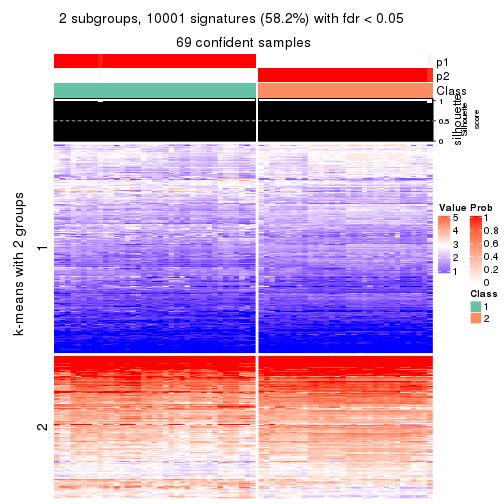 2 subgroups, 10001 signatures (58.2%) with fdr < 0.05
69 confident samples
p1
p2
Class
1
0.5
0
silhouette
Silhouette
score
k-means with 2 groups
1
2
Value
5
4
3
2
1
Prob
1
0.8
0.6
0.4
0.2
0
Class
1
2